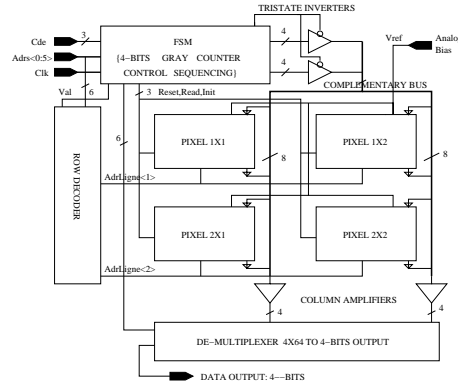 TRISTATE INVERTERS
Cde
3
FSM
4
Vref
Analo
Adrs<0:5>
{4-BITS GRAY COUNTER
Bias
Clk
CONTROL SEQUENCING}
4
Val
6
COMPLEMENTARY BUS
3
Reset,Read,Init
6
ROW DECODER
PIXEL 1X1
PIXEL 1X2
8
8
AdrLigne<1>
PIXEL 2X1
PIXEL 2X2
AdrLigne<2>
COLUMN AMPLIFIERS
4
4
DE-MULTIPLEXER 4X64 TO 4-BITS OUTPUT
DATA OUTPUT: 4--BITS